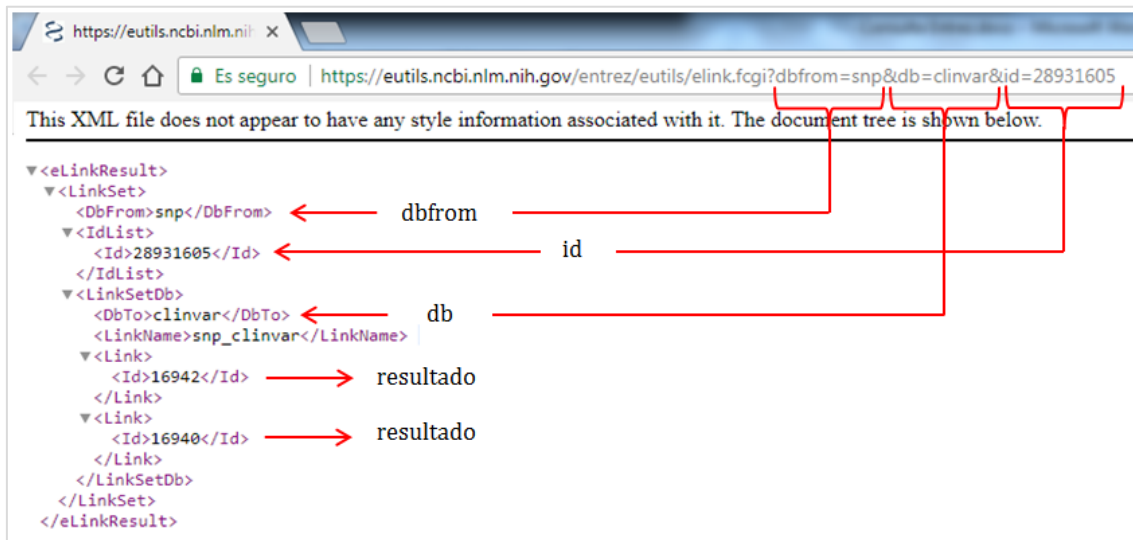 https://eutils.ncbi.nlm.nih
Es seguro | https://eutils.ncbi.nlm.nih.gov/entrez/eutils/elink.fcgi?dbfrom=snp&db=clinvar&id=28931605
This XML file does not appear to have any style information associated with it. The document tree is shown below.
▼<eLinkResult>
▼<LinkSet>
<DbFrom>snp</DbFrom> dbfrom
▼<IdList>
<Id>28931605</Id> id
</IdList>
▼<LinkSetDb>
<DbTo>clinvar</DbTo> db
<LinkName>snp_clinvar</LinkName>
▼<Link>
<Id>16942</Id> resultado
</Link>
▼<Link>
<Id>16940</Id> resultado
</Link>
</LinkSetDb>
</LinkSet>
</eLinkResult>